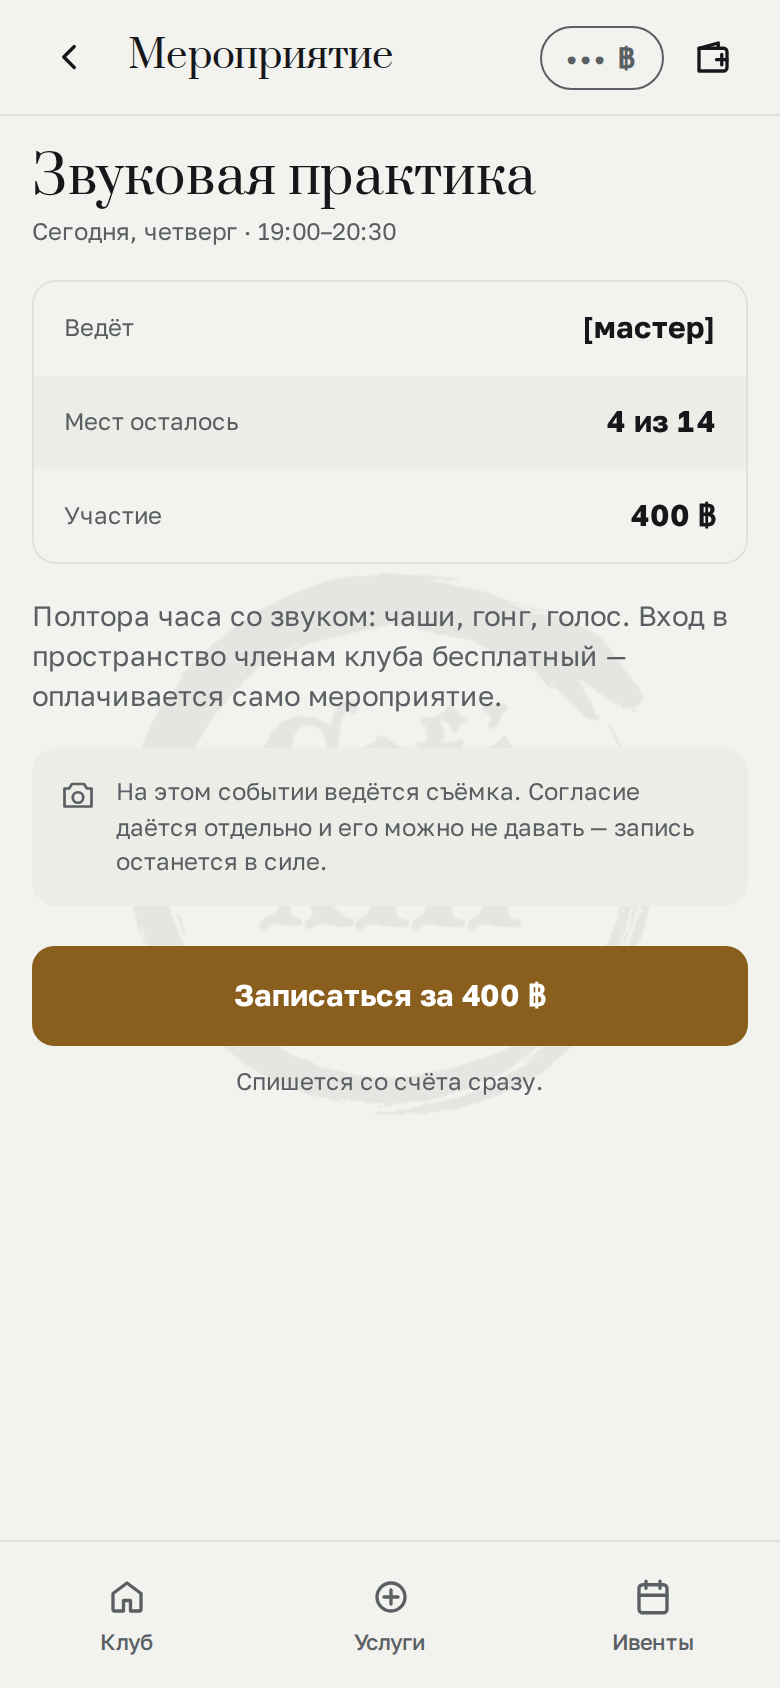 Мероприятие
••• ฿
Звуковая практика
Сегодня, четверг · 19:00–20:30
Ведёт [мастер]
Мест осталось 4 из 14
Участие 400 ฿
Полтора часа со звуком: чаши, гонг, голос. Вход в
пространство членам клуба бесплатный —
оплачивается само мероприятие.
На этом событии ведётся съёмка. Согласие
даётся отдельно и его можно не давать — запись
останется в силе.
Записаться за 400 ฿
Спишется со счёта сразу.
Клуб Услуги Ивенты